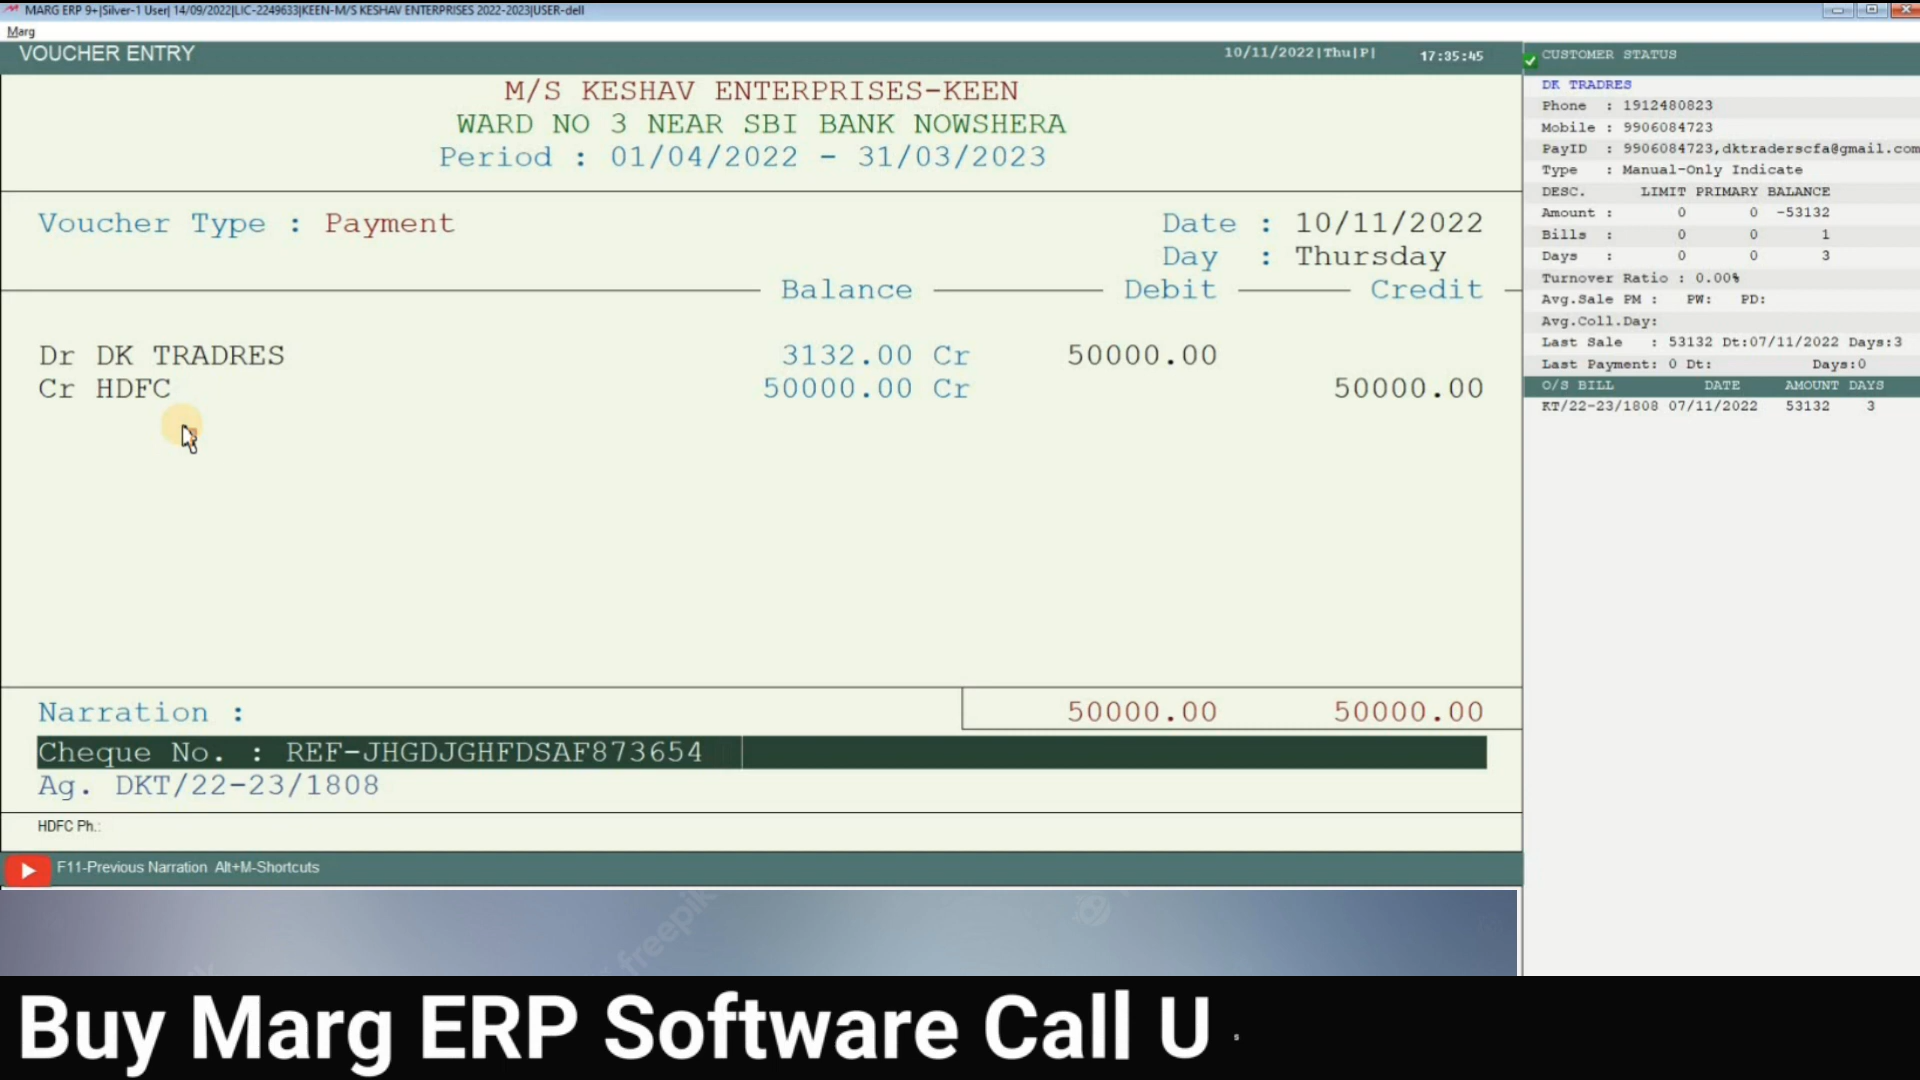 MARG ERP 9+|Silver-1 User| 14/09/2022|LIC-2249633|KEEN-M/S KESHAV ENTERPRISES 2022-2023|USER-dell
Marg
VOUCHER ENTRY 10/11/2022|Thu|P| 17:35:45
M/S KESHAV ENTERPRISES-KEEN
WARD NO 3 NEAR SBI BANK NOWSHERA
Period : 01/04/2022 - 31/03/2023
Voucher Type : Payment Date : 10/11/2022
Day : Thursday
Balance Debit Credit
Dr DK TRADRES 3132.00 Cr 50000.00
Cr HDFC 50000.00 Cr 50000.00
Narration : 50000.00 50000.00
Cheque No. : REF-JHGDJGHFDSAF873654
Ag. DKT/22-23/1808
HDFC Ph.:
F11-Previous Narration Alt+M-Shortcuts
CUSTOMER STATUS
DK TRADRES
Phone : 1912480823
Mobile : 9906084723
PayID : 9906084723,dktraderscfa@gmail.com
Type : Manual-Only Indicate
DESC. LIMIT PRIMARY BALANCE
Amount : 0 0 -53132
Bills : 0 0 1
Days : 0 0 3
Turnover Ratio : 0.00%
Avg.Sale PM : PW: PD:
Avg.Coll.Day:
Last Sale : 53132 Dt:07/11/2022 Days:3
Last Payment: 0 Dt: Days:0
O/S BILL DATE AMOUNT DAYS
KT/22-23/1808 07/11/2022 53132 3
freepik
Buy Marg ERP Software Call U